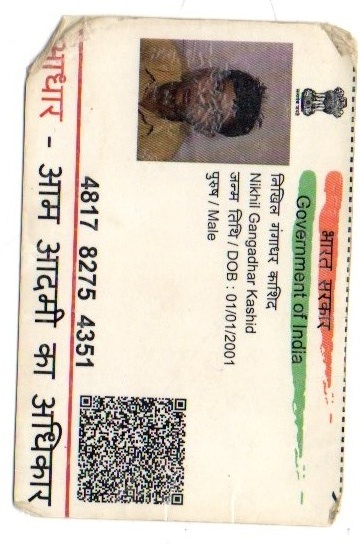 भारत सरकार
Government of India
निखिल गंगाधर काशिद
Nikhil Gangadhar Kashid
जन्म तिथि / DOB : 01/01/2001
पुरुष / Male
4817 8275 4351
आधार - आम आदमी का अधिकार